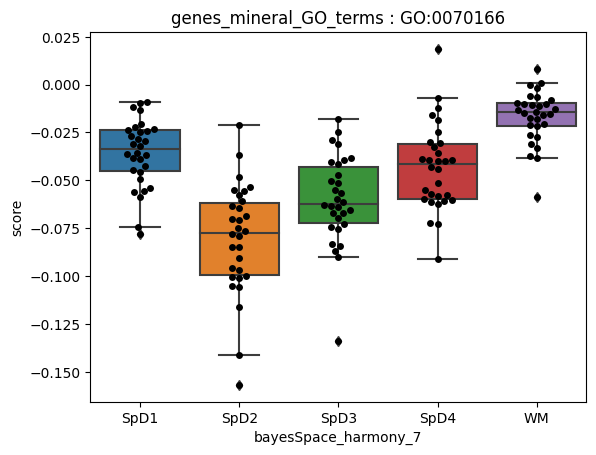 genes_mineral_GO_terms : GO:0070166
0.025
0.000
−0.025
−0.050
−0.075
−0.100
−0.125
−0.150
score
SpD1 SpD2 SpD3 SpD4 WM
bayesSpace_harmony_7